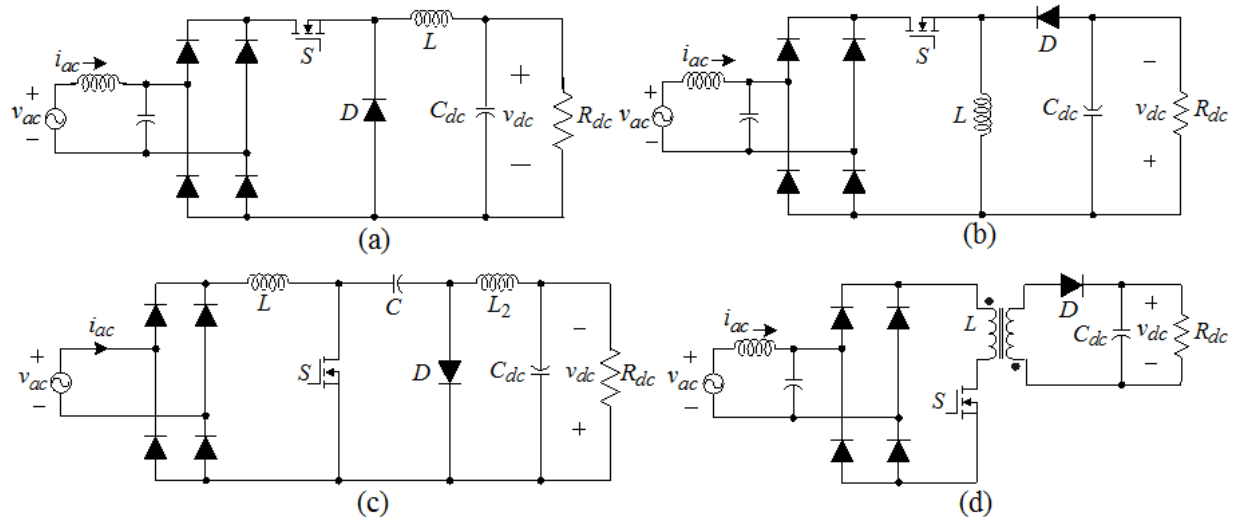 S L
i_ac
+ v_ac −
D C_dc + v_dc − R_dc
(a)
S D
i_ac
+ v_ac −
L C_dc − v_dc + R_dc
(b)
L C L₂
i_ac
+ v_ac −
S D C_dc − v_dc + R_dc
(c)
D
i_ac L C_dc + v_dc − R_dc
+ v_ac −
S
(d)